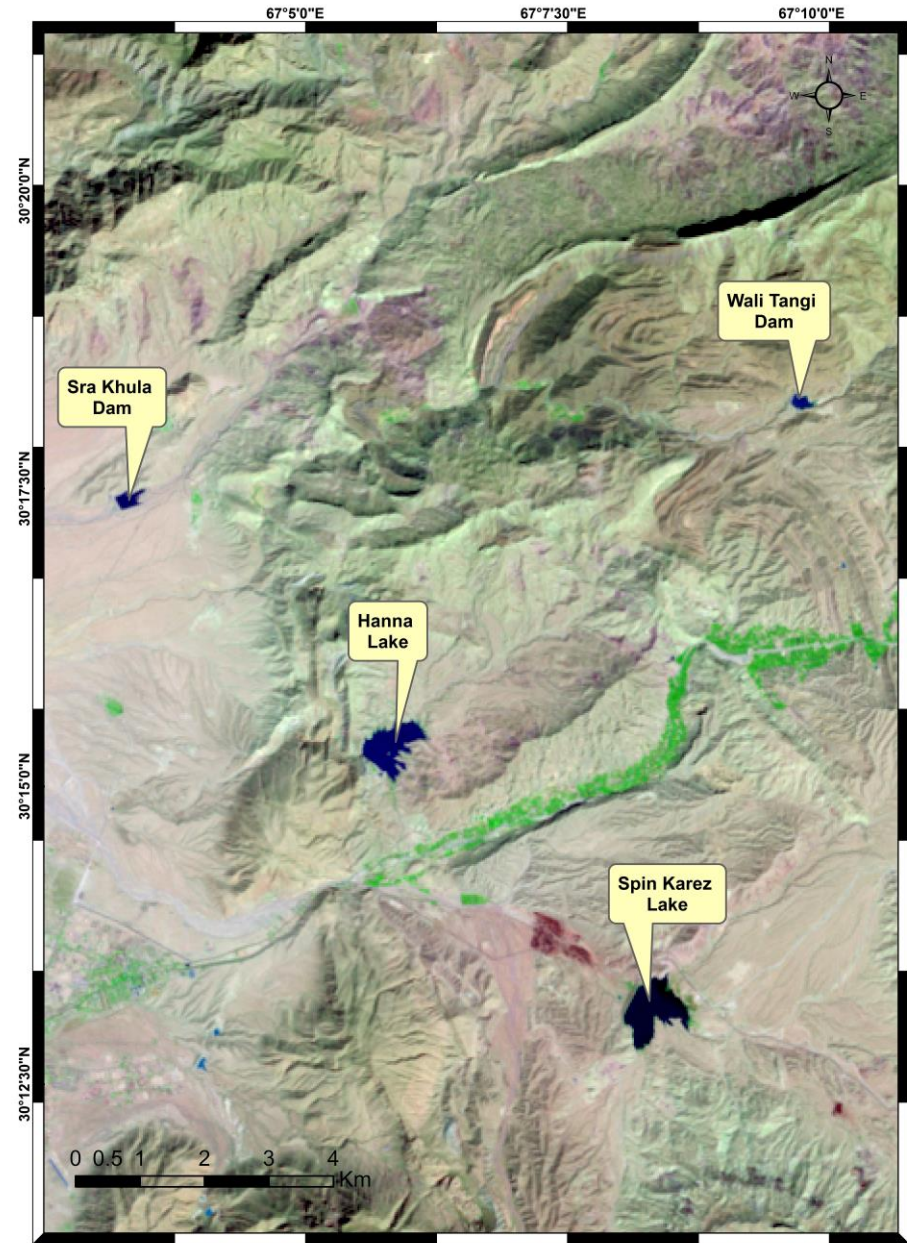 67°5'0"E
67°7'30"E
67°10'0"E
N
W
E
S
30°20'0"N
Wali Tangi
Dam
Sra Khula
Dam
30°17'30"N
Hanna
Lake
30°15'0"N
Spin Karez
Lake
30°12'30"N
0 0.5 1 2 3 4
Km